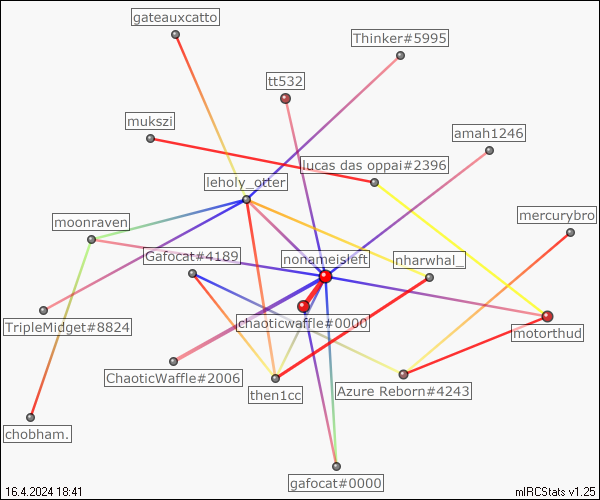 gateauxcatto
Thinker#5995
tt532
mukszi
amah1246
lucas das oppai#2396
leholy_otter
mercurybro
moonraven
Gafocat#4189
nonameisleft
nharwhal_
chaoticwaffle#0000
TripleMidget#8824
motorthud
ChaoticWaffle#2006
then1cc
Azure Reborn#4243
chobham.
gafocat#0000
16.4.2024 18:41
mIRCStats v1.25